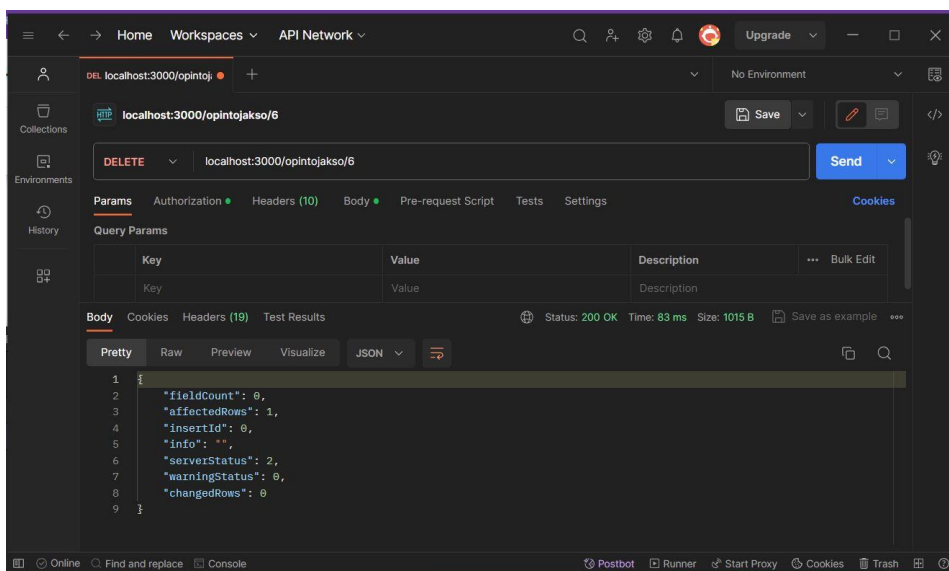 Home Workspaces API Network Upgrade
DEL localhost:3000/opintoj No Environment
HTTP localhost:3000/opintojakso/6 Save
Collections
Environments
History
DELETE localhost:3000/opintojakso/6 Send
Params Authorization Headers (10) Body Pre-request Script Tests Settings Cookies
Query Params
Key Value Description Bulk Edit
Key Value Description
Body Cookies Headers (19) Test Results Status: 200 OK Time: 83 ms Size: 1015 B Save as example
Pretty Raw Preview Visualize JSON
1 {
2 "fieldCount": 0,
3 "affectedRows": 1,
4 "insertId": 0,
5 "info": "",
6 "serverStatus": 2,
7 "warningStatus": 0,
8 "changedRows": 0
9 }
Online Find and replace Console Postbot Runner Start Proxy Cookies Trash